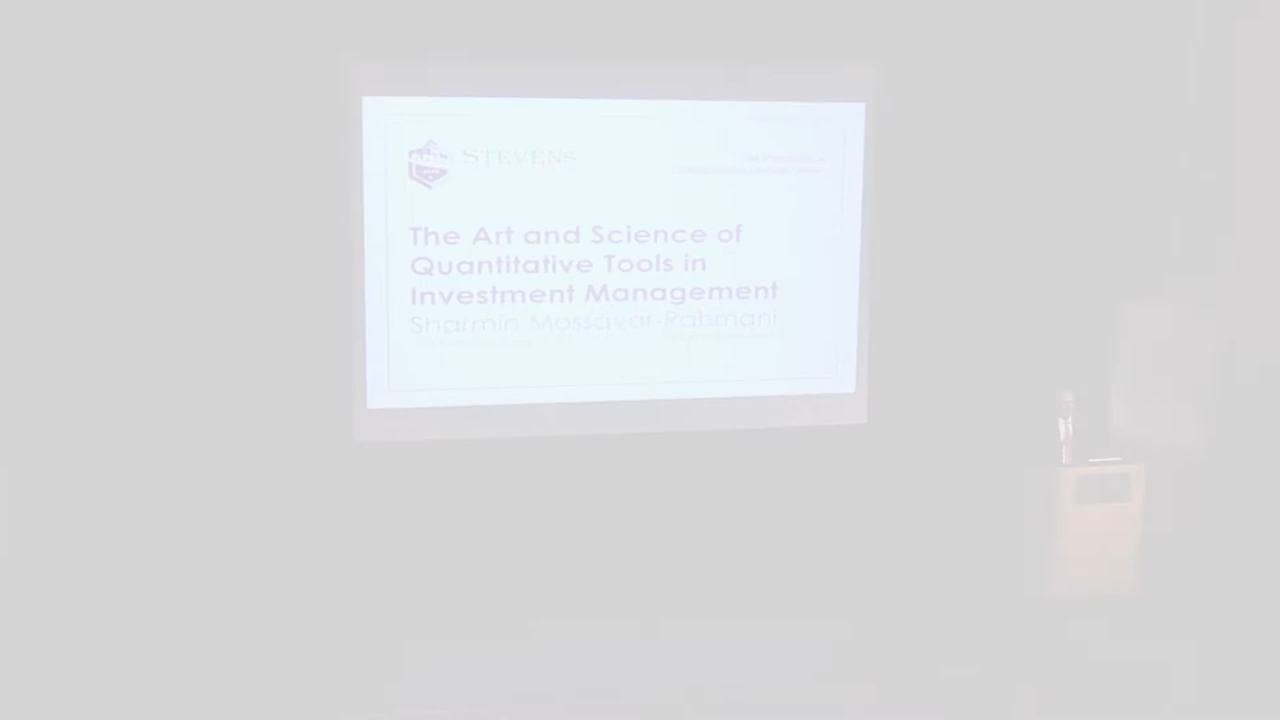 STEVENS
The Art and Science of
Quantitative Tools in
Investment Management
Sharmin Mossavar-Rahmani